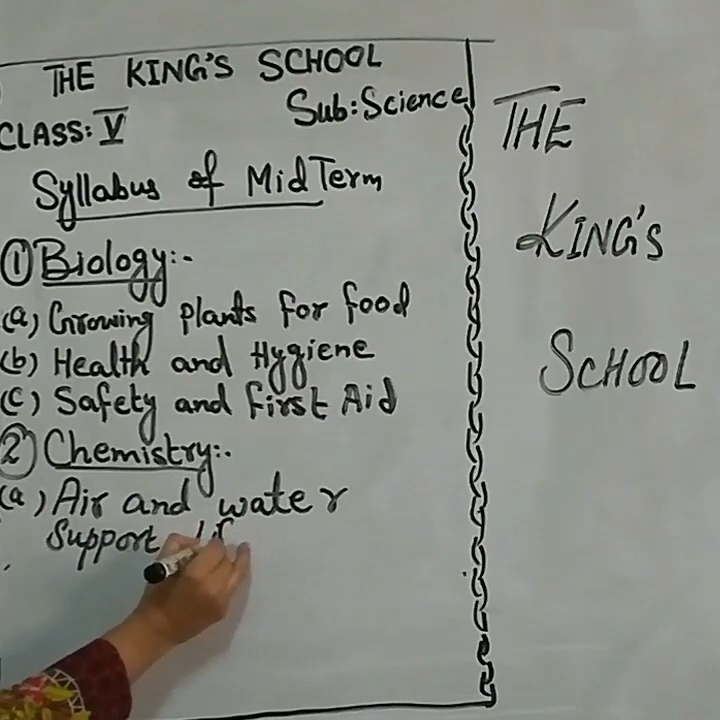 THE KING'S SCHOOL
CLASS: V Sub: Science
Syllabus of Mid Term
① Biology:-
(a) Growing plants for food
(b) Health and Hygiene
(c) Safety and First Aid
② Chemistry:-
(a) Air and water
Support
THE
KING'S
SCHOOL